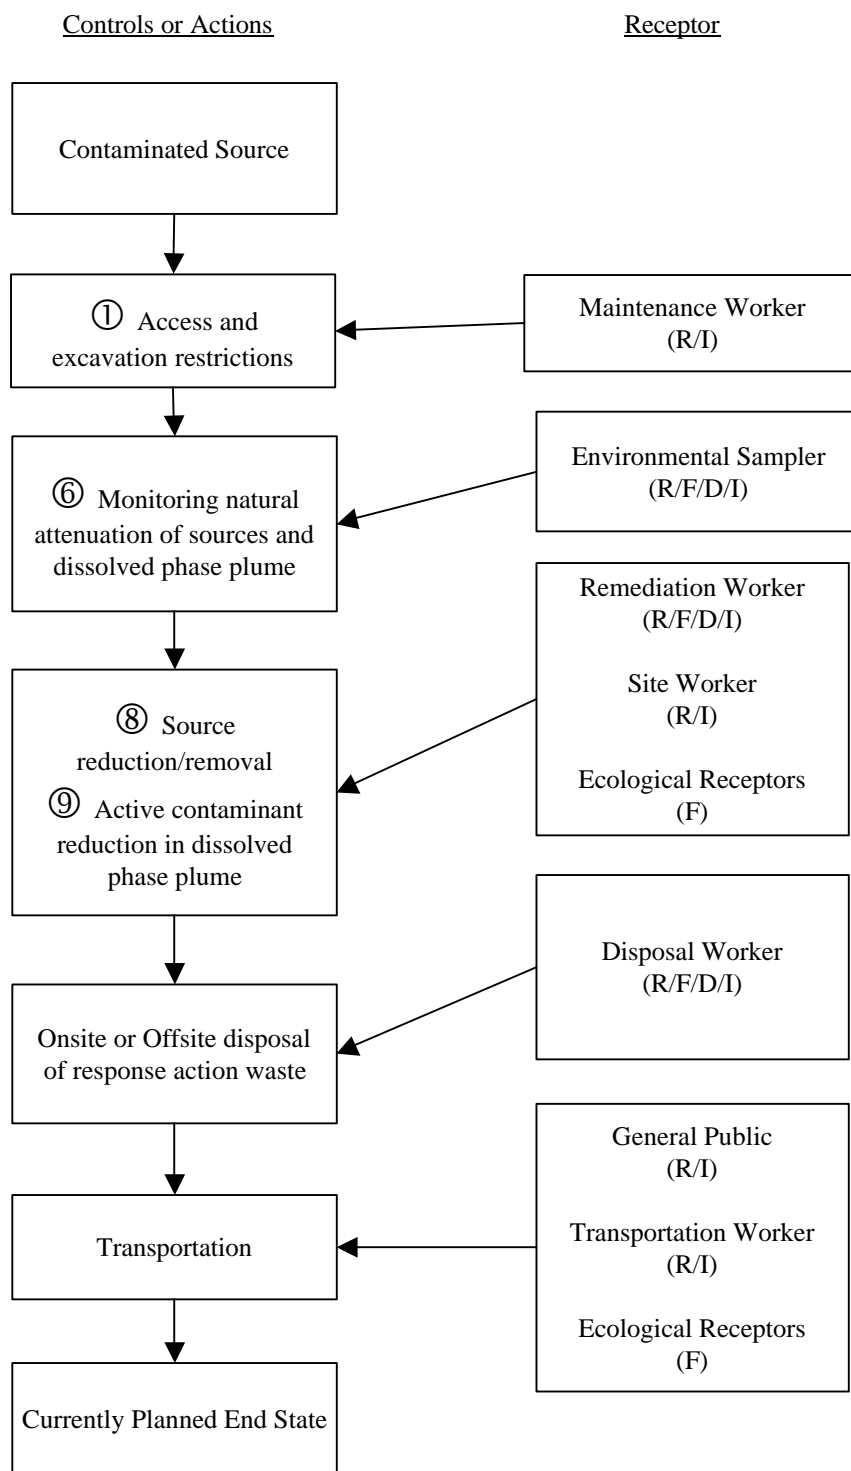 Controls or Actions
Receptor
Contaminated Source
① Access and
excavation restrictions
Maintenance Worker
(R/I)
⑥ Monitoring natural
attenuation of sources and
dissolved phase plume
Environmental Sampler
(R/F/D/I)
⑧ Source
reduction/removal
⑨ Active contaminant
reduction in dissolved
phase plume
Remediation Worker
(R/F/D/I)
Site Worker
(R/I)
Ecological Receptors
(F)
Onsite or Offsite disposal
of response action waste
Disposal Worker
(R/F/D/I)
Transportation
General Public
(R/I)
Transportation Worker
(R/I)
Ecological Receptors
(F)
Currently Planned End State